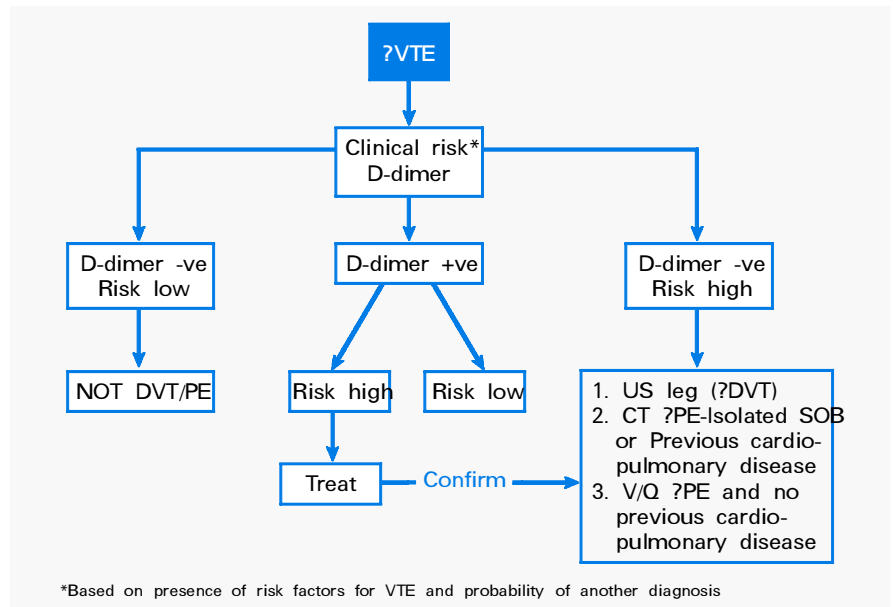 ?VTE
Clinical risk*
D-dimer
D-dimer -ve
Risk low
D-dimer +ve
D-dimer -ve
Risk high
NOT DVT/PE
Risk high
Risk low
1. US leg (?DVT)
2. CT ?PE-Isolated SOB
or Previous cardio-
pulmonary disease
3. V/Q ?PE and no
previous cardio-
pulmonary disease
Treat
Confirm
*Based on presence of risk factors for VTE and probability of another diagnosis